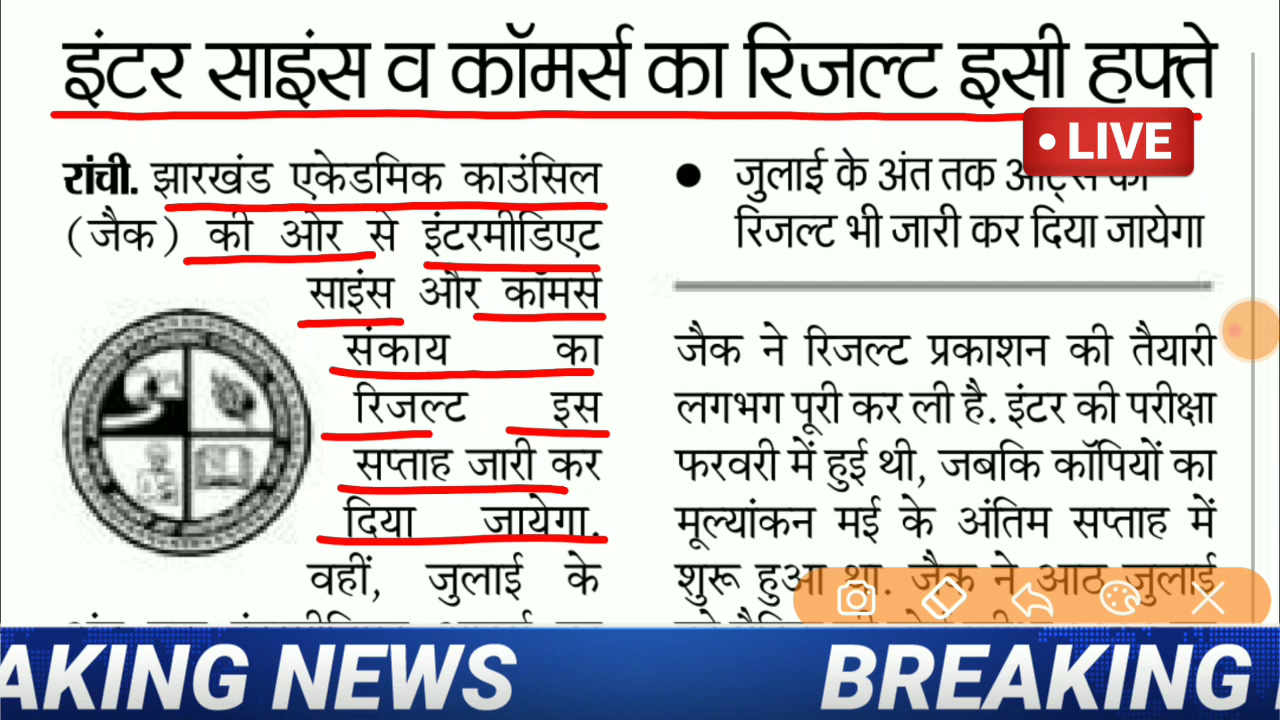 इंटर साइंस व कॉमर्स का रिजल्ट इसी हफ्ते
• LIVE
रांची. झारखंड एकेडमिक काउंसिल
(जैक) की ओर से इंटरमीडिएट
साइंस और कॉमर्स
संकाय का
रिजल्ट इस
सप्ताह जारी कर
दिया जायेगा.
वहीं, जुलाई के
● जुलाई के अंत तक आर्ट्स का
रिजल्ट भी जारी कर दिया जायेगा
जैक ने रिजल्ट प्रकाशन की तैयारी
लगभग पूरी कर ली है. इंटर की परीक्षा
फरवरी में हुई थी, जबकि कॉपियों का
मूल्यांकन मई के अंतिम सप्ताह में
शुरू हुआ था. जैक ने आठ जुलाई
AKING NEWS BREAKING